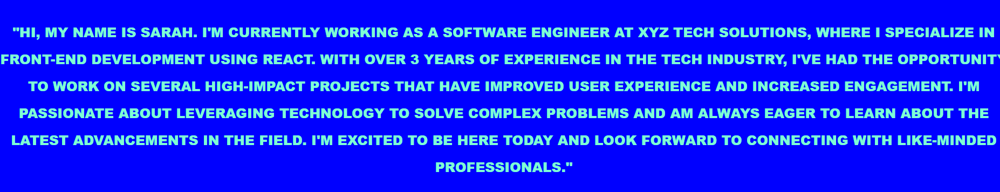 "HI, MY NAME IS SARAH. I'M CURRENTLY WORKING AS A SOFTWARE ENGINEER AT XYZ TECH SOLUTIONS, WHERE I SPECIALIZE IN
FRONT-END DEVELOPMENT USING REACT. WITH OVER 3 YEARS OF EXPERIENCE IN THE TECH INDUSTRY, I'VE HAD THE OPPORTUNITY
TO WORK ON SEVERAL HIGH-IMPACT PROJECTS THAT HAVE IMPROVED USER EXPERIENCE AND INCREASED ENGAGEMENT. I'M
PASSIONATE ABOUT LEVERAGING TECHNOLOGY TO SOLVE COMPLEX PROBLEMS AND AM ALWAYS EAGER TO LEARN ABOUT THE
LATEST ADVANCEMENTS IN THE FIELD. I'M EXCITED TO BE HERE TODAY AND LOOK FORWARD TO CONNECTING WITH LIKE-MINDED
PROFESSIONALS."